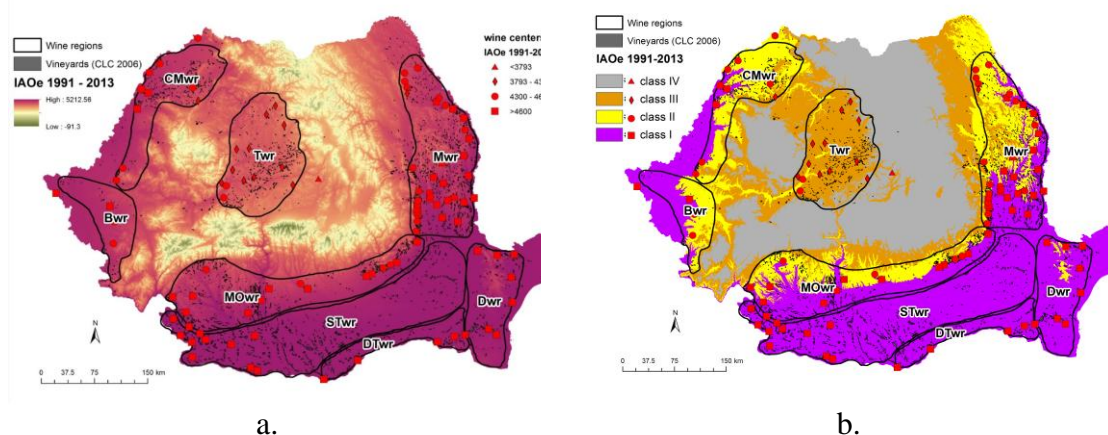 Wine regions
Vineyards (CLC 2006)
IAOe 1991 - 2013
High : 5212.56
Low : -91.3
wine center
IAOe 1991-20
<3793
3793 - 43
4300 - 46
>4600
CMwr
Twr
Mwr
Bwr
MOwr
STwr
DTwr
Dwr
N
0 37.5 75 150 km
a.
Wine regions
Vineyards (CLC 2006)
IAOe 1991-2013
class IV
class III
class II
class I
CMwr
Twr
Mwr
Bwr
MOwr
STwr
DTwr
Dwr
N
0 37.5 75 150 km
b.